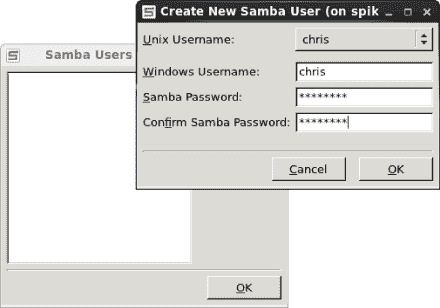 Create New Samba User (on spik
Unix Username: chris
Windows Username: chris
Samba Password: ********
Confirm Samba Password: ********
Cancel OK
Samba Users
OK